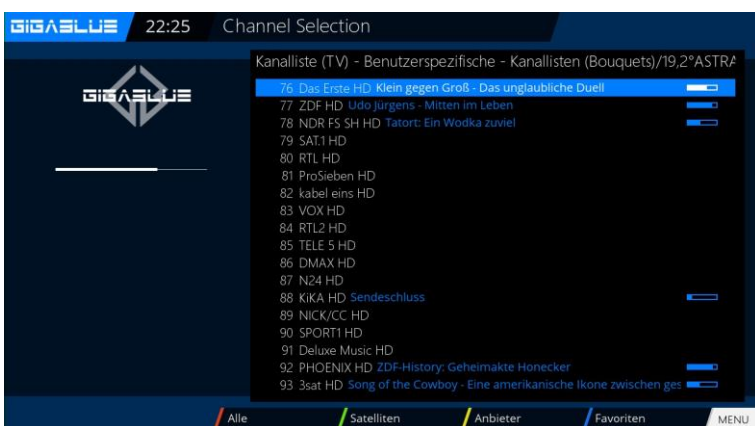 GIGABLUE 22:25 Channel Selection
Kanalliste (TV) - Benutzerspezifische - Kanallisten (Bouquets)/19,2°ASTRA
GIGABLUE
76 Das Erste HD Klein gegen Groß - Das unglaubliche Duell
77 ZDF HD Udo Jürgens - Mitten im Leben
78 NDR FS SH HD Tatort: Ein Wodka zuviel
79 SAT.1 HD
80 RTL HD
81 ProSieben HD
82 kabel eins HD
83 VOX HD
84 RTL2 HD
85 TELE 5 HD
86 DMAX HD
87 N24 HD
88 KiKA HD Sendeschluss
89 NICK/CC HD
90 SPORT1 HD
91 Deluxe Music HD
92 PHOENIX HD ZDF-History: Geheimakte Honecker
93 3sat HD Song of the Cowboy - Eine amerikanische Ikone zwischen ges
Alle Satelliten Anbieter Favoriten MENU